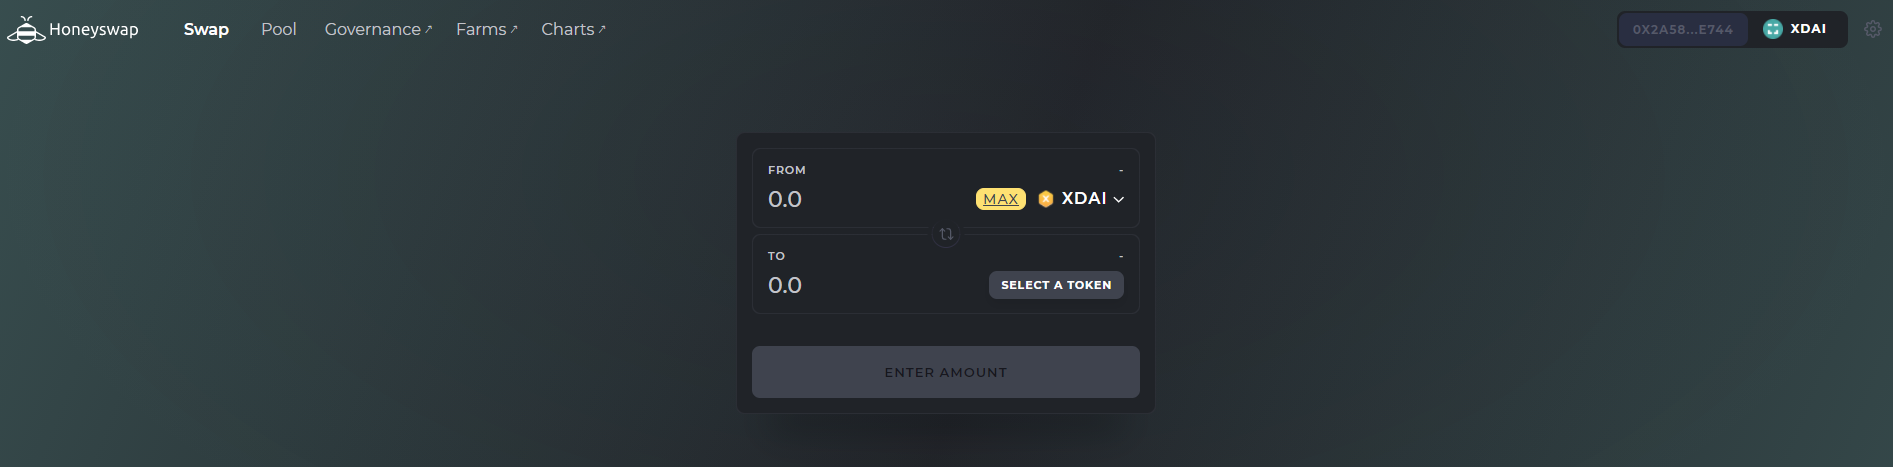 Honeyswap Swap Pool Governance↗ Farms↗ Charts↗ 0X2A58...E744 XDAI
FROM -
0.0 MAX XDAI
TO -
0.0 SELECT A TOKEN
ENTER AMOUNT